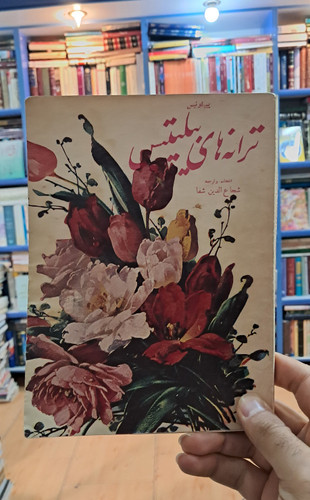 پیر لوئیس
ترانه‌های بیلیتیس
انتخاب و ترجمه
شجاع‌الدین شفا